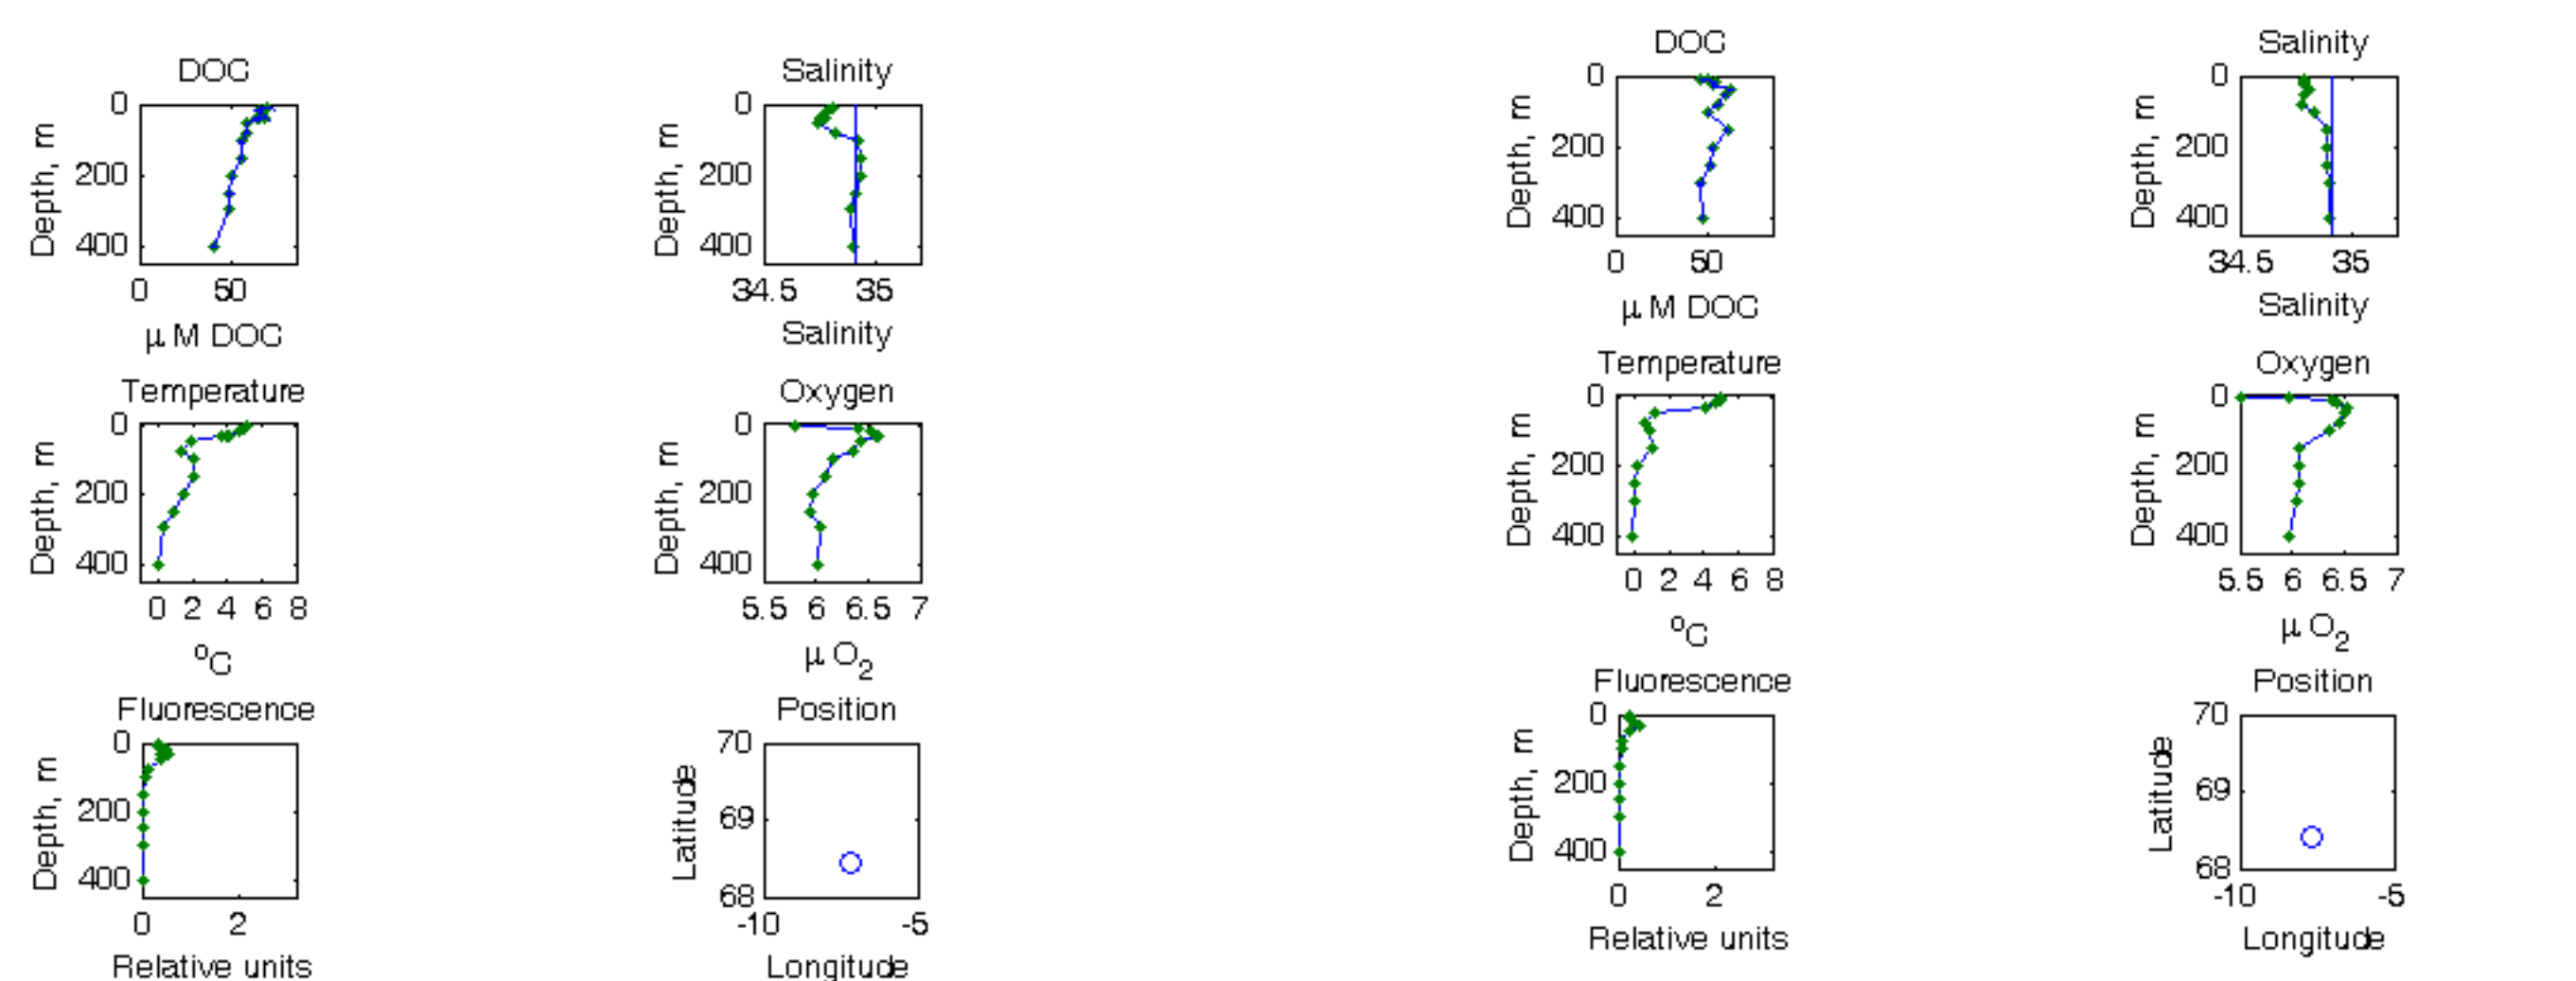 DOC
Salinity
0
200
400
Depth, m
0 50
μ M DOC
0
200
400
Depth, m
34.5 35
Salinity
Temperature
Oxygen
0
200
400
Depth, m
0 2 4 6 8
ºC
0
200
400
Depth, m
5.5 6 6.5 7
μ O2
Fluorescence
Position
0
200
400
Depth, m
0 2
Relative units
70
69
68
Latitude
-10 -5
Longitude
DOC
Salinity
0
200
400
Depth, m
0 50
μ M DOC
0
200
400
Depth, m
34.5 35
Salinity
Temperature
Oxygen
0
200
400
Depth, m
0 2 4 6 8
ºC
0
200
400
Depth, m
5.5 6 6.5 7
μ O2
Fluorescence
Position
0
200
400
Depth, m
0 2
Relative units
70
69
68
Latitude
-10 -5
Longitude